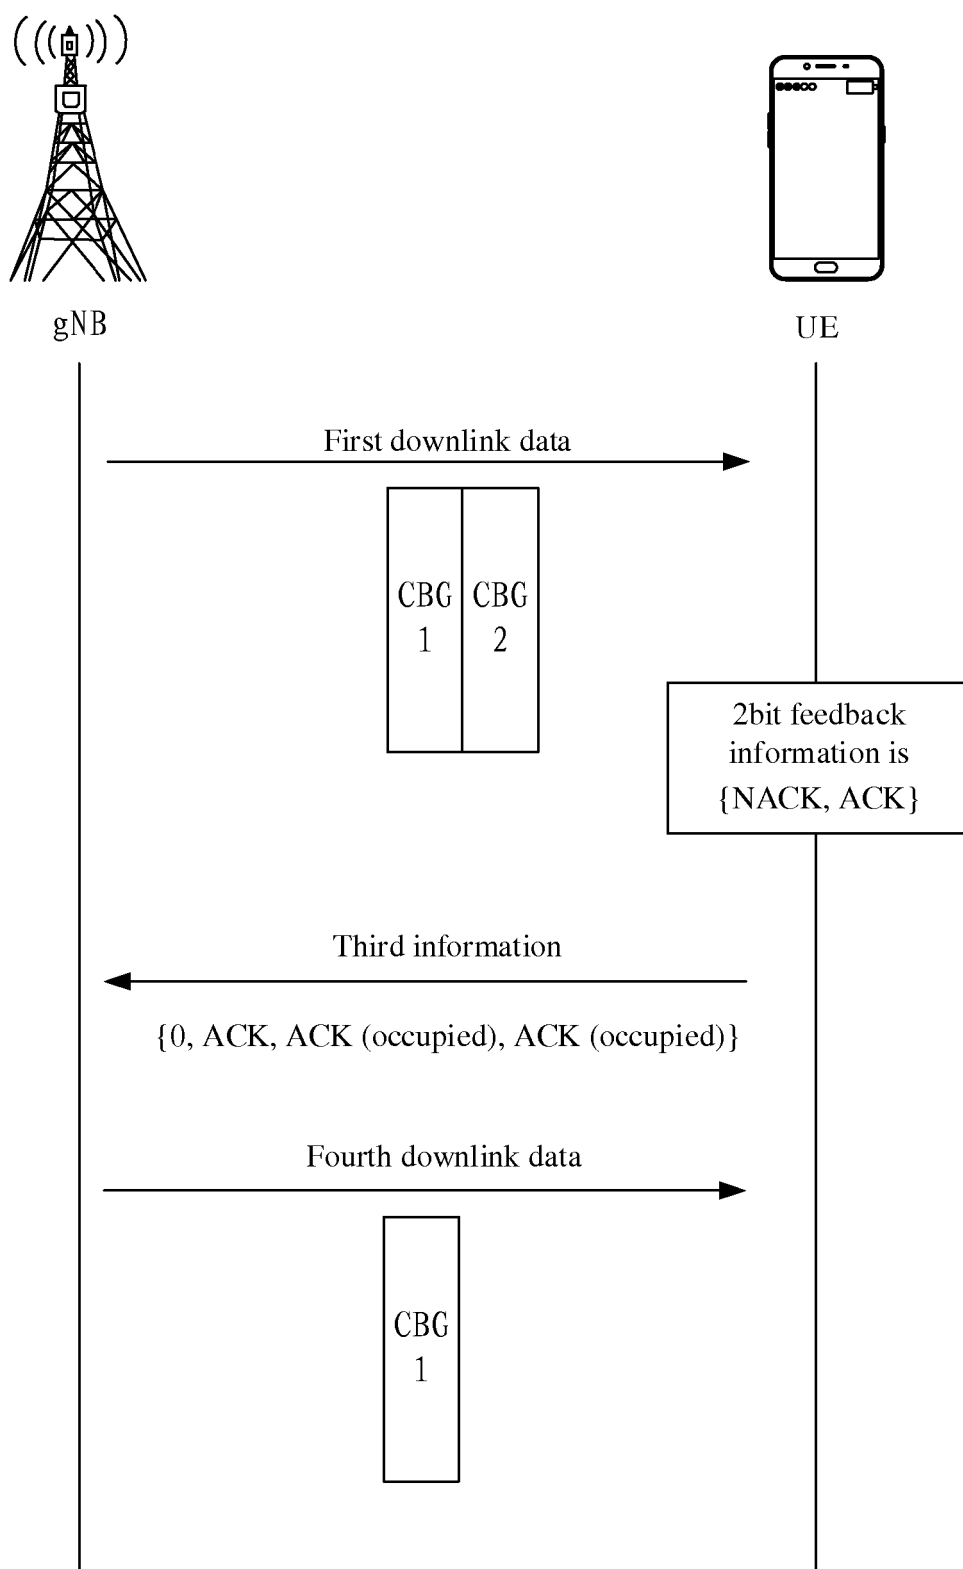 gNB
UE
First downlink data
CBG
1
CBG
2
2bit feedback
information is
{NACK, ACK}
Third information
{0, ACK, ACK (occupied), ACK (occupied)}
Fourth downlink data
CBG
1